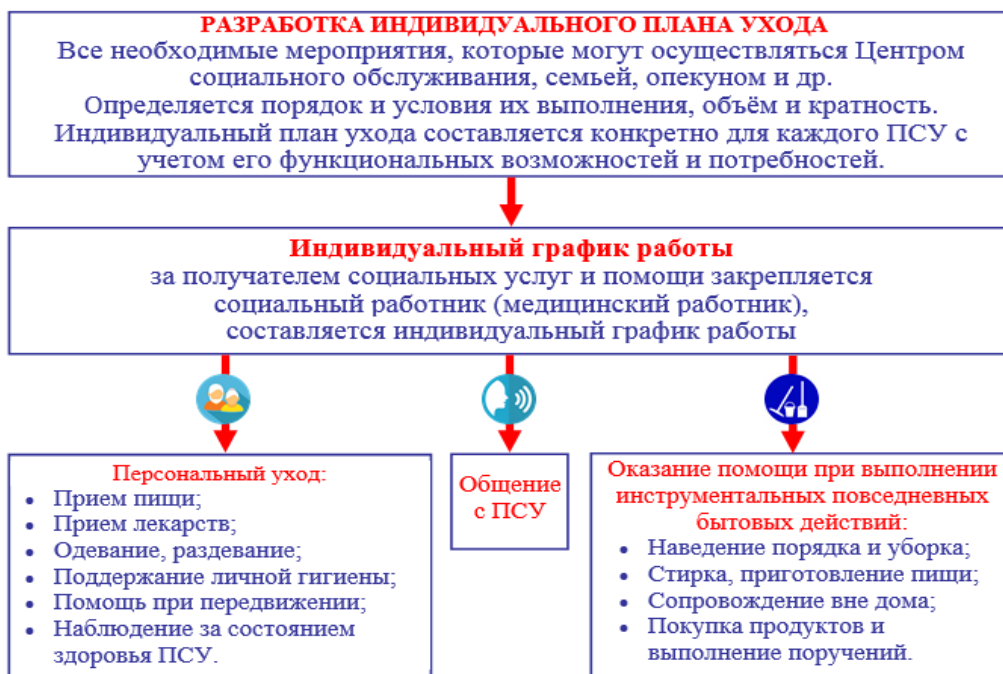 РАЗРАБОТКА ИНДИВИДУАЛЬНОГО ПЛАНА УХОДА
Все необходимые мероприятия, которые могут осуществляться Центром
социального обслуживания, семьей, опекуном и др.
Определяется порядок и условия их выполнения, объём и кратность.
Индивидуальный план ухода составляется конкретно для каждого ПСУ с
учетом его функциональных возможностей и потребностей.
Индивидуальный график работы
за получателем социальных услуг и помощи закрепляется
социальный работник (медицинский работник),
составляется индивидуальный график работы
Персональный уход:
• Прием пищи;
• Прием лекарств;
• Одевание, раздевание;
• Поддержание личной гигиены;
• Помощь при передвижении;
• Наблюдение за состоянием
здоровья ПСУ.
Общение
с ПСУ
Оказание помощи при выполнении
инструментальных повседневных
бытовых действий:
• Наведение порядка и уборка;
• Стирка, приготовление пищи;
• Сопровождение вне дома;
• Покупка продуктов и
выполнение поручений.